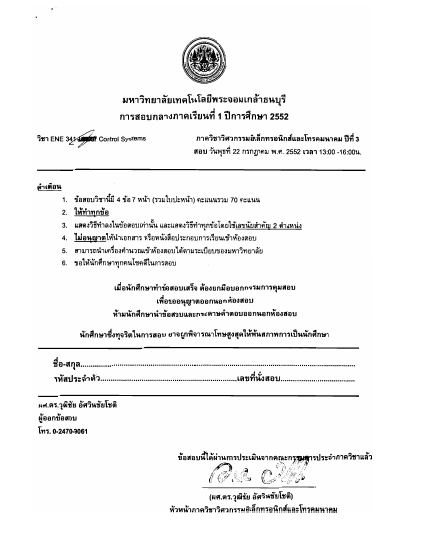 มหาวิทยาลัยเทคโนโลยีพระจอมเกล้าธนบุรี
การสอบกลางภาคเรียนที่ 1 ปีการศึกษา 2552
วิชา ENE 341 Control Systems
ภาควิชาวิศวกรรมอิเล็กทรอนิกส์และโทรคมนาคม ปีที่ 3
สอบ วันพุธที่ 22 กรกฎาคม พ.ศ. 2552 เวลา 13:00 -16:00น.
คำเตือน
1. ข้อสอบวิชานี้มี 4 ข้อ 7 หน้า (รวมใบปะหน้า) คะแนนรวม 70 คะแนน
2. ให้ทำทุกข้อ
3. แสดงวิธีทำลงในข้อสอบเท่านั้น และแสดงวิธีทำทุกข้อโดยใช้เลขนัยสำคัญ 2 ตำแหน่ง
4. ไม่อนุญาตให้นำเอกสาร หรือหนังสือประกอบการเรียนเข้าห้องสอบ
5. สามารถนำเครื่องคำนวณเข้าห้องสอบได้ตามระเบียบของมหาวิทยาลัย
6. ขอให้นักศึกษาทุกคนโชคดีในการสอบ
เมื่อนักศึกษาทำข้อสอบเสร็จ ต้องยกมือบอกกรรมการคุมสอบ
เพื่อขออนุญาตออกนอกห้องสอบ
ห้ามนักศึกษานำข้อสอบและกระดาษคำตอบออกนอกห้องสอบ
นักศึกษาซึ่งทุจริตในการสอบ อาจถูกพิจารณาโทษสูงสุดให้พ้นสภาพการเป็นนักศึกษา
ชื่อ-สกุล
รหัสประจำตัว เลขที่นั่งสอบ
ผศ.ดร.วุฒิชัย อัศวินชัยโชติ
ผู้ออกข้อสอบ
โทร. 0-2470-9061
ข้อสอบนี้ได้ผ่านการประเมินจากคณะกรรมการประจำภาควิชาแล้ว
(ผศ.ดร.วุฒิชัย อัศวินชัยโชติ)
หัวหน้าภาควิชาวิศวกรรมอิเล็กทรอนิกส์และโทรคมนาคม